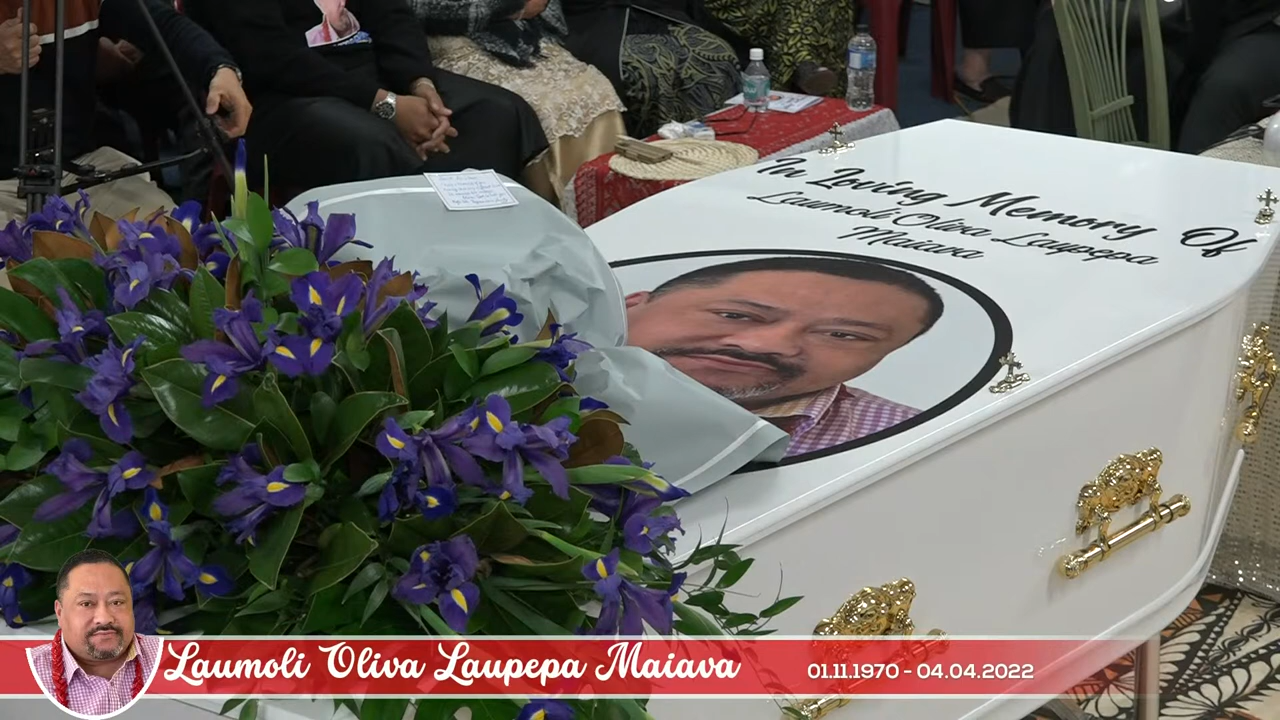 In Loving Memory Of
Laumoli Oliva Laupepa
Maiava
Laumoli Oliva Laupepa Maiava
01.11.1970 - 04.04.2022